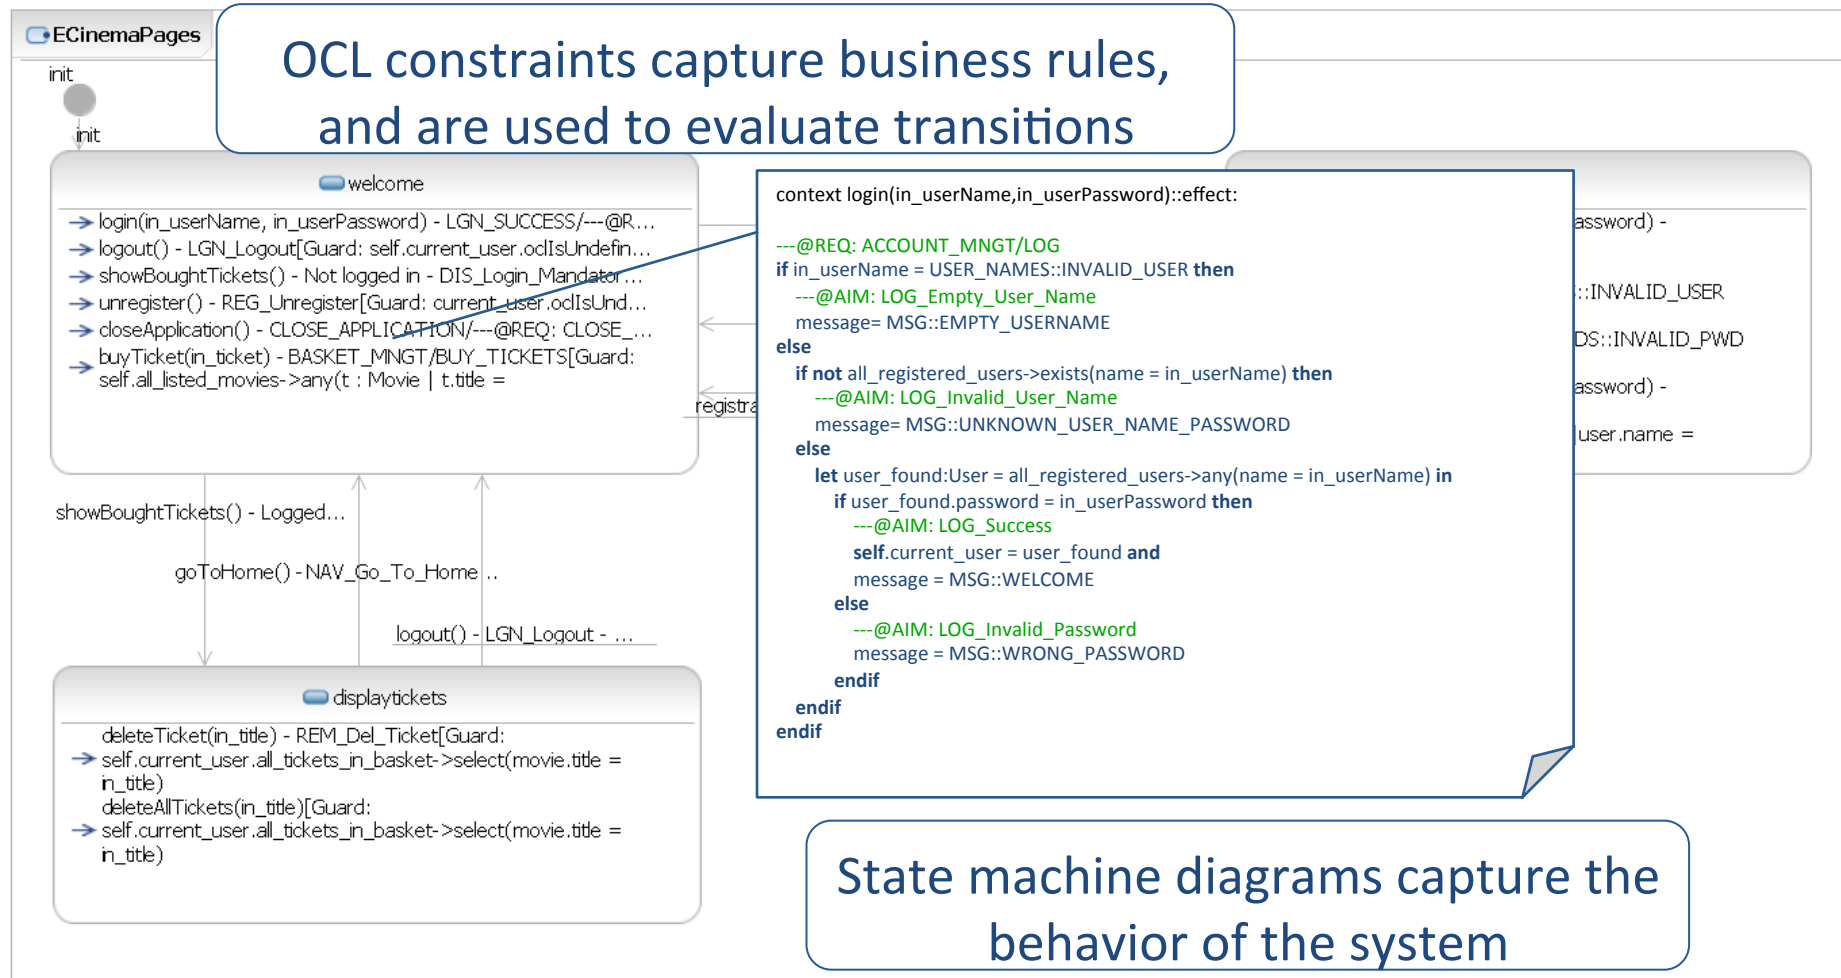 ECinemaPages
OCL constraints capture business rules,
and are used to evaluate transitions
init
init
welcome
login(in_userName, in_userPassword) - LGN_SUCCESS/---@R...
logout() - LGN_Logout[Guard: self.current_user.oclIsUndefin...
showBoughtTickets() - Not logged in - DIS_Login_Mandator...
unregister() - REG_Unregister[Guard: current_user.oclIsUnd...
closeApplication() - CLOSE_APPLICATION/---@REQ: CLOSE_...
buyTicket(in_ticket) - BASKET_MNGT/BUY_TICKETS[Guard:
self.all_listed_movies->any(t : Movie | t.title =
registra
context login(in_userName,in_userPassword)::effect:
---@REQ: ACCOUNT_MNGT/LOG
if in_userName = USER_NAMES::INVALID_USER then
---@AIM: LOG_Empty_User_Name
message= MSG::EMPTY_USERNAME
else
if not all_registered_users->exists(name = in_userName) then
---@AIM: LOG_Invalid_User_Name
message= MSG::UNKNOWN_USER_NAME_PASSWORD
else
let user_found:User = all_registered_users->any(name = in_userName) in
if user_found.password = in_userPassword then
---@AIM: LOG_Success
self.current_user = user_found and
message = MSG::WELCOME
else
---@AIM: LOG_Invalid_Password
message = MSG::WRONG_PASSWORD
endif
endif
endif
assword) -
::INVALID_USER
DS::INVALID_PWD
assword) -
user.name =
showBoughtTickets() - Logged...
goToHome() - NAV_Go_To_Home ..
logout() - LGN_Logout - ...
displaytickets
deleteTicket(in_title) - REM_Del_Ticket[Guard:
self.current_user.all_tickets_in_basket->select(movie.title =
in_title)
deleteAllTickets(in_title)[Guard:
self.current_user.all_tickets_in_basket->select(movie.title =
in_title)
State machine diagrams capture the
behavior of the system